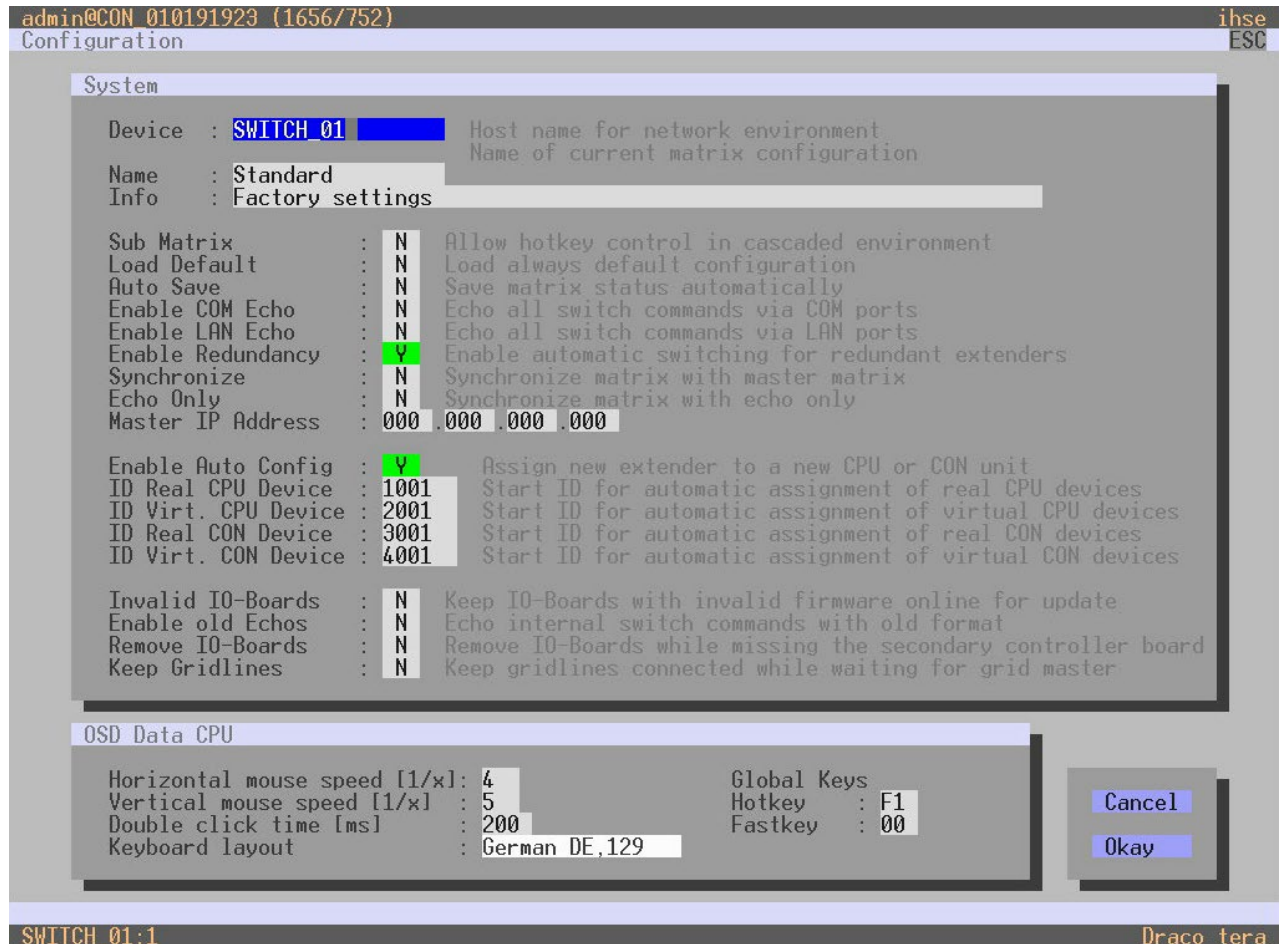 admin@CON_010191923 (1656/752) ihse
Configuration ESC
System
Device : SWITCH_01 Host name for network environment
Name of current matrix configuration
Name : Standard
Info : Factory settings
Sub Matrix : N Allow hotkey control in cascaded environment
Load Default : N Load always default configuration
Auto Save : N Save matrix status automatically
Enable COM Echo : N Echo all switch commands via COM ports
Enable LAN Echo : N Echo all switch commands via LAN ports
Enable Redundancy : Y Enable automatic switching for redundant extenders
Synchronize : N Synchronize matrix with master matrix
Echo Only : N Synchronize matrix with echo only
Master IP Address : 000 .000 .000 .000
Enable Auto Config : Y Assign new extender to a new CPU or CON unit
ID Real CPU Device : 1001 Start ID for automatic assignment of real CPU devices
ID Virt. CPU Device : 2001 Start ID for automatic assignment of virtual CPU devices
ID Real CON Device : 3001 Start ID for automatic assignment of real CON devices
ID Virt. CON Device : 4001 Start ID for automatic assignment of virtual CON devices
Invalid IO-Boards : N Keep IO-Boards with invalid firmware online for update
Enable old Echos : N Echo internal switch commands with old format
Remove IO-Boards : N Remove IO-Boards while missing the secondary controller board
Keep Gridlines : N Keep gridlines connected while waiting for grid master
OSD Data CPU
Horizontal mouse speed [1/x]: 4 Global Keys
Vertical mouse speed [1/x] : 5 Hotkey : F1
Double click time [ms] : 200 Fastkey : 00
Keyboard layout : German DE,129
Cancel
Okay
SWITCH_01:1 Draco tera